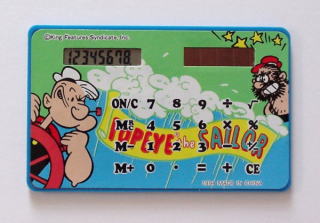 ©King Features Syndicate, Inc.
12345678
ON/C 7 8 9 ÷ √
4 5 6 × %
POPEYE the SAILOR
M− 1 2 3 − +/−
M+ 0 · = + CE
MADE IN CHINA